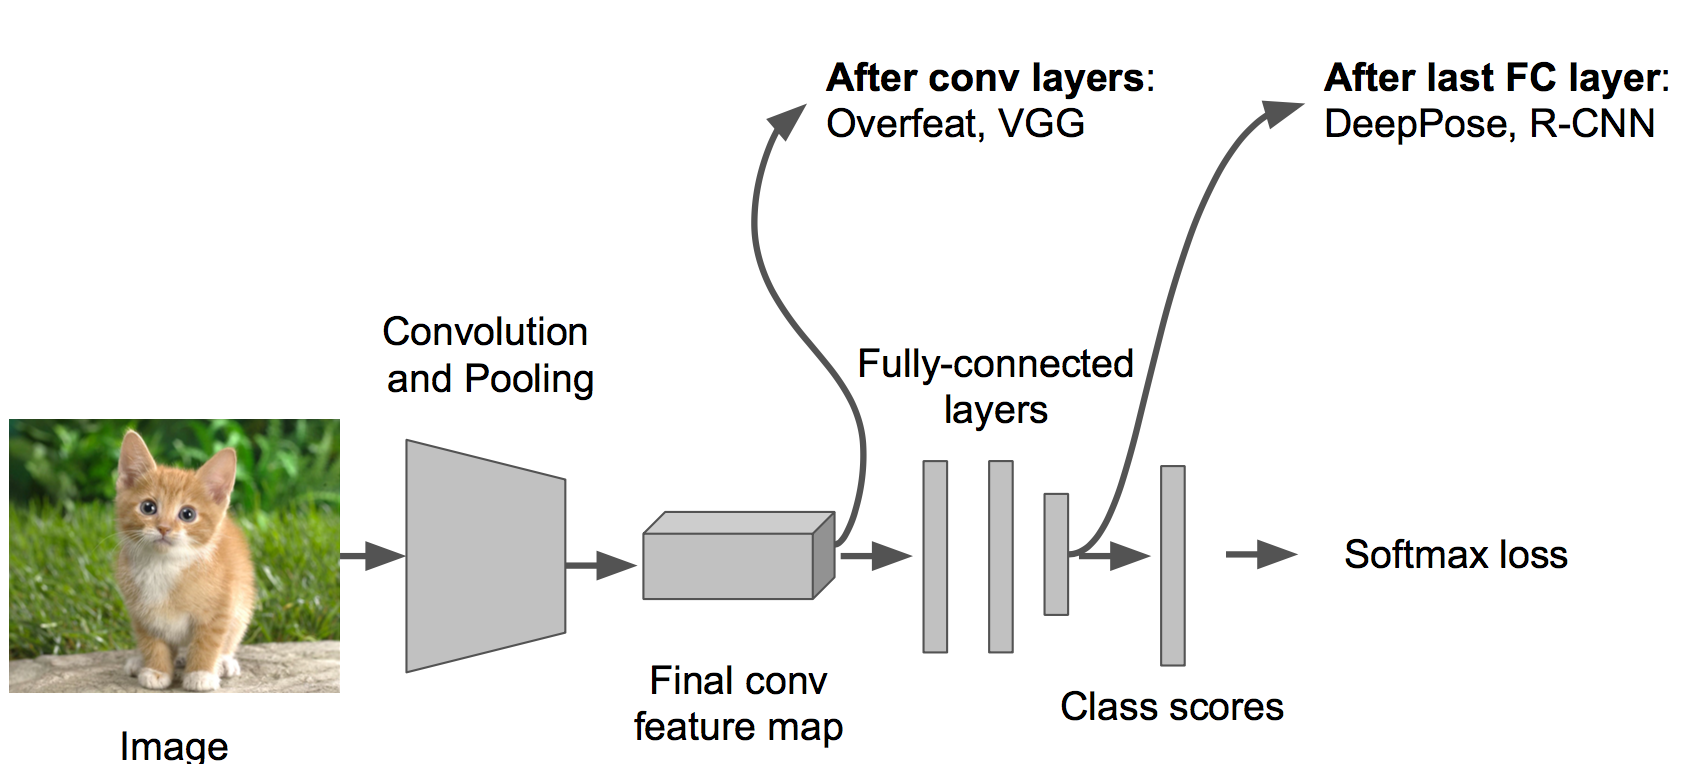 After conv layers:
Overfeat, VGG
After last FC layer:
DeepPose, R-CNN
Convolution
and Pooling
Fully-connected
layers
Softmax loss
Final conv
feature map
Class scores
Image